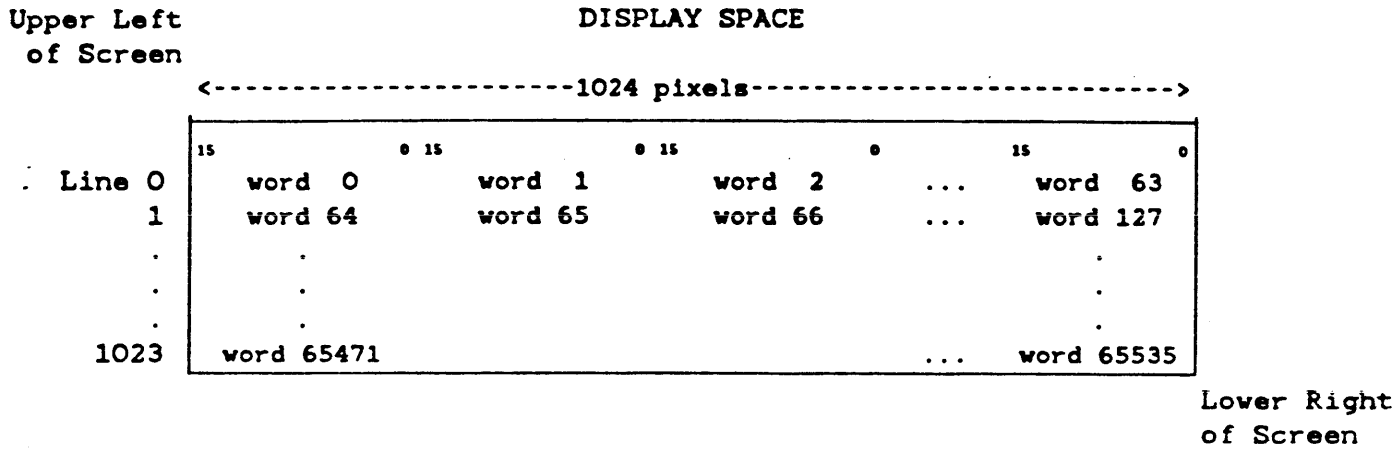 Upper Left DISPLAY SPACE
of Screen
<-----------------------1024 pixels--------------------------->
15 0 15 0 15 0 15 0
Line 0 word 0 word 1 word 2 ... word 63
1 word 64 word 65 word 66 ... word 127
. . .
. . .
. . .
1023 word 65471 ... word 65535
Lower Right
of Screen